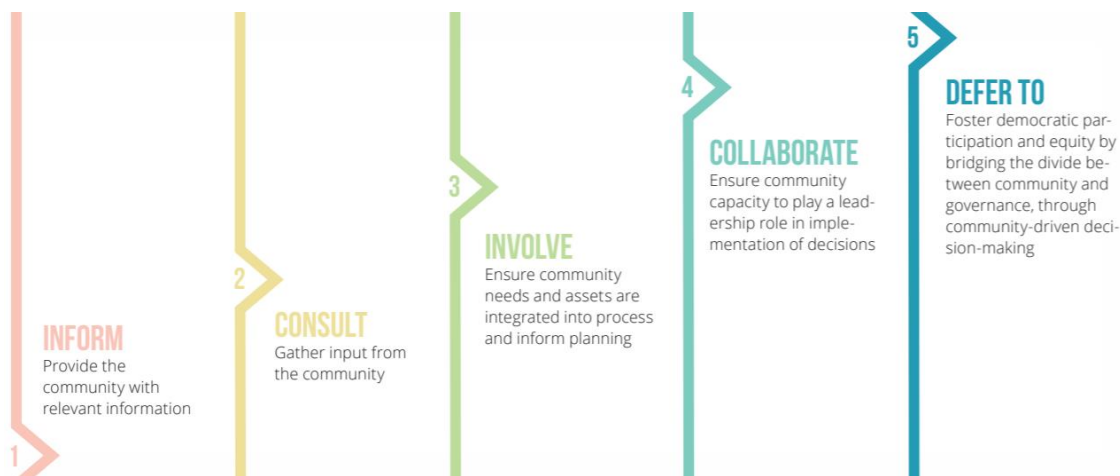 1
INFORM
Provide the
community with
relevant information
2
CONSULT
Gather input from
the community
3
INVOLVE
Ensure community
needs and assets are
integrated into process
and inform planning
4
COLLABORATE
Ensure community
capacity to play a lead-
ership role in imple-
mentation of decisions
5
DEFER TO
Foster democratic par-
ticipation and equity by
bridging the divide be-
tween community and
governance, through
community-driven deci-
sion-making